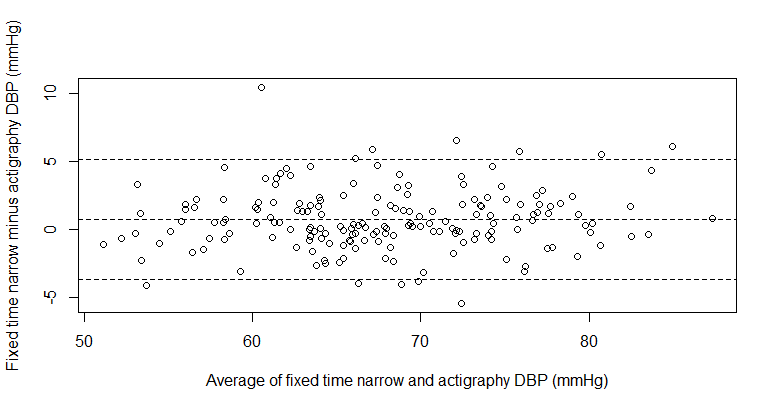 Fixed time narrow minus actigraphy DBP (mmHg)
10
5
0
-5
50 60 70 80
Average of fixed time narrow and actigraphy DBP (mmHg)